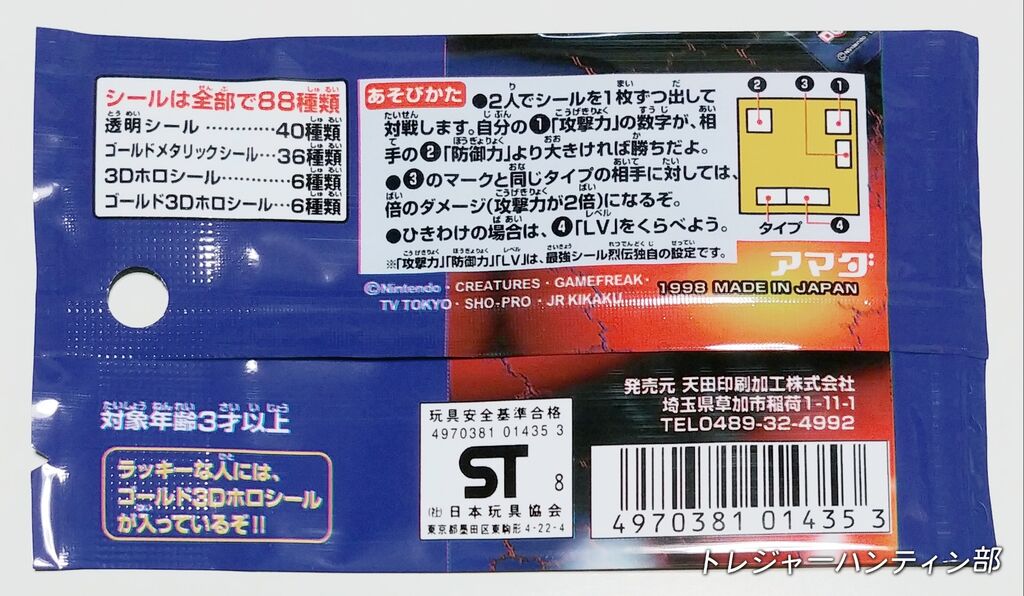 シールは全部で88種類
透明シール …………40種類
ゴールドメタリックシール…36種類
3Dホロシール……………6種類
ゴールド3Dホロシール…6種類
あそびかた ●2人でシールを1枚ずつ出して
対戦します。自分の❶「攻撃力」の数字が、相
手の❷「防御力」より大きければ勝ちだよ。
●❸のマークと同じタイプの相手に対しては、
倍のダメージ(攻撃力が2倍)になるぞ。
●ひきわけの場合は、❹「LV」をくらべよう。
※「攻撃力」「防御力」「LV」は、最強シール烈伝独自の設定です。
❷ ❸ ❶
タイプ ❹
アマダ
©Nintendo・CREATURES・GAMEFREAK・
TV TOKYO・SHO-PRO・JR KIKAKU
1998 MADE IN JAPAN
対象年齢3才以上
ラッキーな人には、
ゴールド3Dホロシール
が入っているぞ!!
玩具安全基準合格
4970381 01435 3
ST 8
(社)日本玩具協会
東京都墨田区東駒形4-22-4
発売元 天田印刷加工株式会社
埼玉県草加市稲荷1-11-1
TEL0489-32-4992
4970381 014353
トレジャーハンティン部